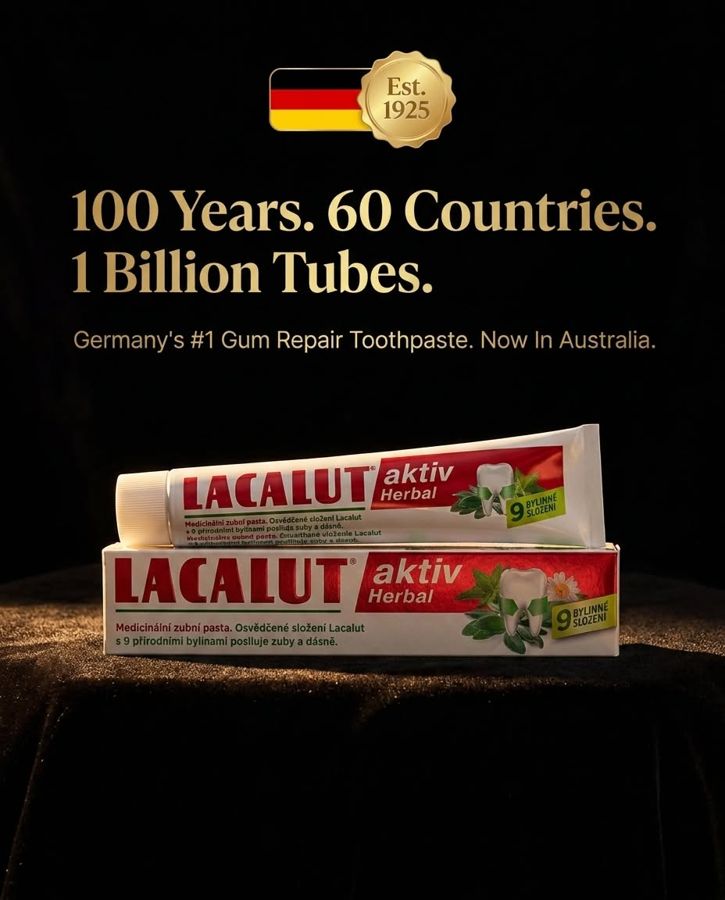 Est.
1925
100 Years. 60 Countries.
1 Billion Tubes.
Germany's #1 Gum Repair Toothpaste. Now In Australia.
LACALUT® aktiv
Herbal
Medicinální zubní pasta. Osvědčené složení Lacalut
s 9 přírodními bylinami posiluje zuby a dásně.
9 BYLINNÉ
SLOŽENÍ
LACALUT® aktiv
Herbal
Medicinální zubní pasta. Osvědčené složení Lacalut
s 9 přírodními bylinami posiluje zuby a dásně.
9 BYLINNÉ
SLOŽENÍ